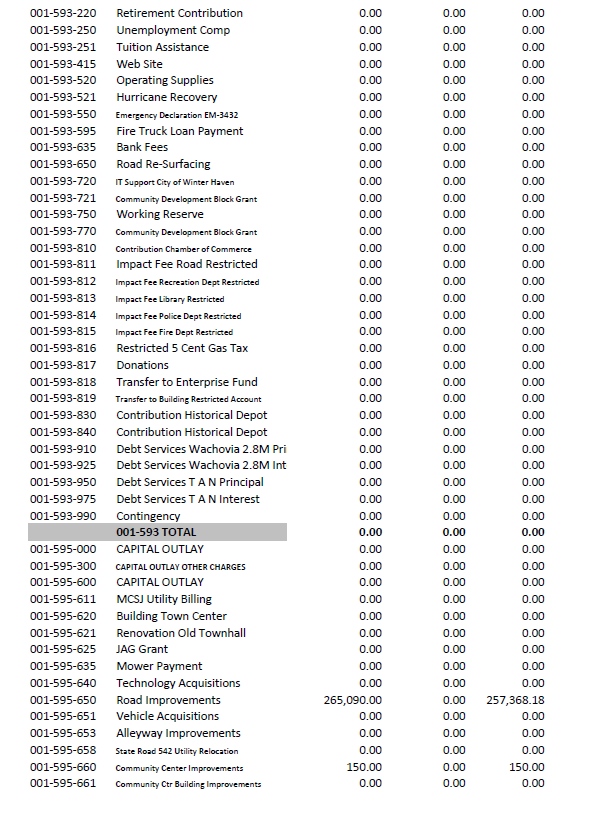 001-593-220 Retirement Contribution 0.00 0.00 0.00
001-593-250 Unemployment Comp 0.00 0.00 0.00
001-593-251 Tuition Assistance 0.00 0.00 0.00
001-593-415 Web Site 0.00 0.00 0.00
001-593-520 Operating Supplies 0.00 0.00 0.00
001-593-521 Hurricane Recovery 0.00 0.00 0.00
001-593-550 Emergency Declaration EM-3432 0.00 0.00 0.00
001-593-595 Fire Truck Loan Payment 0.00 0.00 0.00
001-593-635 Bank Fees 0.00 0.00 0.00
001-593-650 Road Re-Surfacing 0.00 0.00 0.00
001-593-720 IT Support City of Winter Haven 0.00 0.00 0.00
001-593-721 Community Development Block Grant 0.00 0.00 0.00
001-593-750 Working Reserve 0.00 0.00 0.00
001-593-770 Community Development Block Grant 0.00 0.00 0.00
001-593-810 Contribution Chamber of Commerce 0.00 0.00 0.00
001-593-811 Impact Fee Road Restricted 0.00 0.00 0.00
001-593-812 Impact Fee Recreation Dept Restricted 0.00 0.00 0.00
001-593-813 Impact Fee Library Restricted 0.00 0.00 0.00
001-593-814 Impact Fee Police Dept Restricted 0.00 0.00 0.00
001-593-815 Impact Fee Fire Dept Restricted 0.00 0.00 0.00
001-593-816 Restricted 5 Cent Gas Tax 0.00 0.00 0.00
001-593-817 Donations 0.00 0.00 0.00
001-593-818 Transfer to Enterprise Fund 0.00 0.00 0.00
001-593-819 Transfer to Building Restricted Account 0.00 0.00 0.00
001-593-830 Contribution Historical Depot 0.00 0.00 0.00
001-593-840 Contribution Historical Depot 0.00 0.00 0.00
001-593-910 Debt Services Wachovia 2.8M Pri 0.00 0.00 0.00
001-593-925 Debt Services Wachovia 2.8M Int 0.00 0.00 0.00
001-593-950 Debt Services T A N Principal 0.00 0.00 0.00
001-593-975 Debt Services T A N Interest 0.00 0.00 0.00
001-593-990 Contingency 0.00 0.00 0.00
001-593 TOTAL 0.00 0.00 0.00
001-595-000 CAPITAL OUTLAY 0.00 0.00 0.00
001-595-300 CAPITAL OUTLAY OTHER CHARGES 0.00 0.00 0.00
001-595-600 CAPITAL OUTLAY 0.00 0.00 0.00
001-595-611 MCSJ Utility Billing 0.00 0.00 0.00
001-595-620 Building Town Center 0.00 0.00 0.00
001-595-621 Renovation Old Townhall 0.00 0.00 0.00
001-595-625 JAG Grant 0.00 0.00 0.00
001-595-635 Mower Payment 0.00 0.00 0.00
001-595-640 Technology Acquisitions 0.00 0.00 0.00
001-595-650 Road Improvements 265,090.00 0.00 257,368.18
001-595-651 Vehicle Acquisitions 0.00 0.00 0.00
001-595-653 Alleyway Improvements 0.00 0.00 0.00
001-595-658 State Road 542 Utility Relocation 0.00 0.00 0.00
001-595-660 Community Center Improvements 150.00 0.00 150.00
001-595-661 Community Ctr Building Improvements 0.00 0.00 0.00